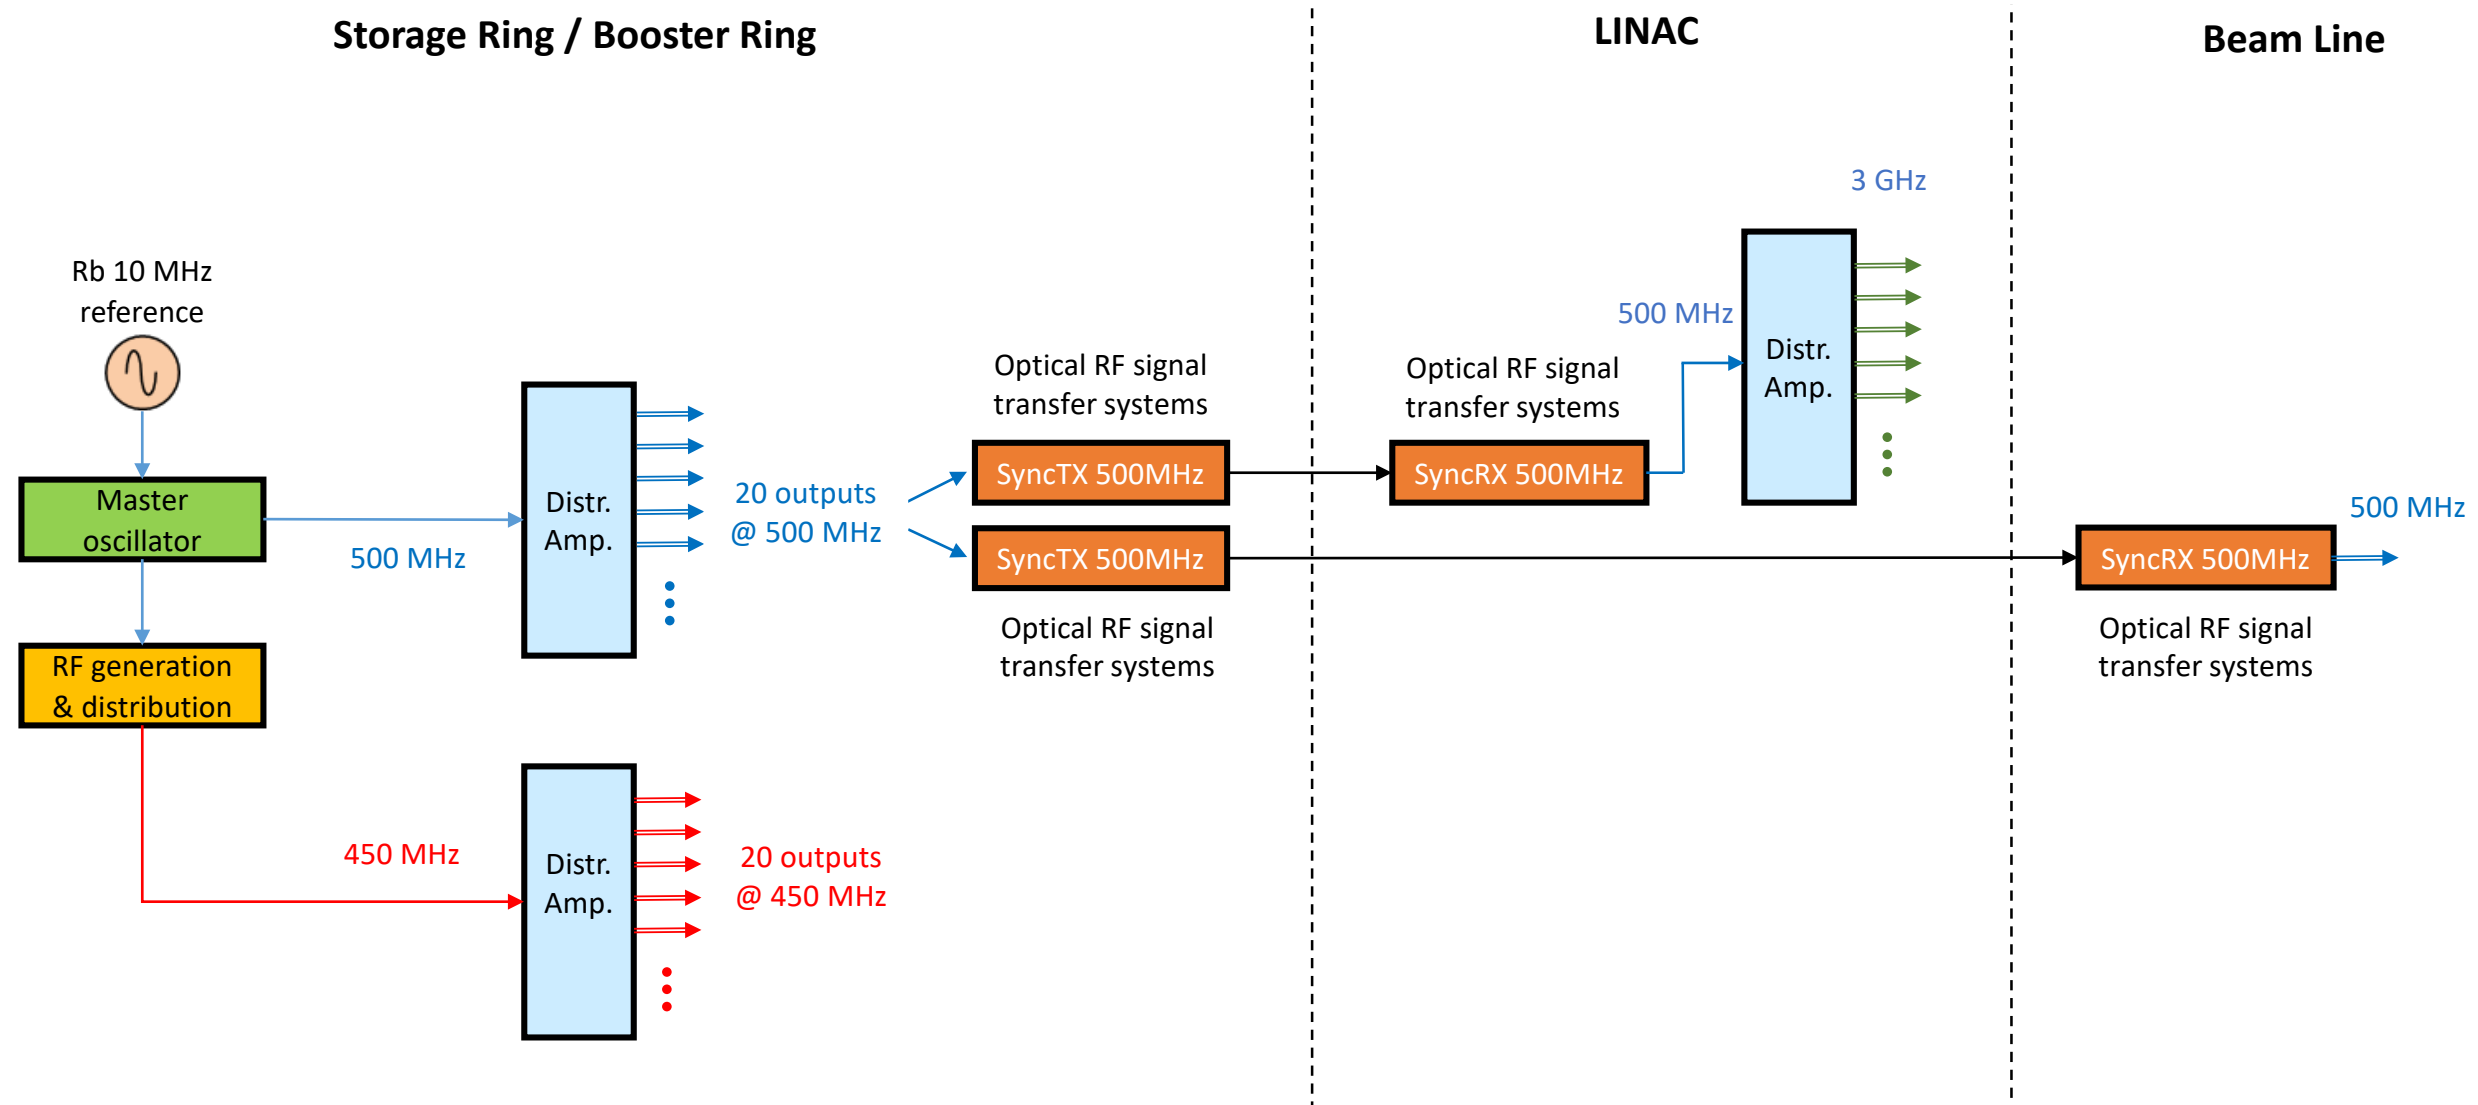 Storage Ring / Booster Ring
LINAC
Beam Line
Rb 10 MHz
reference
Master
oscillator
RF generation
& distribution
500 MHz
450 MHz
Distr.
Amp.
20 outputs
@ 500 MHz
Distr.
Amp.
20 outputs
@ 450 MHz
Optical RF signal
transfer systems
SyncTX 500MHz
SyncTX 500MHz
Optical RF signal
transfer systems
Optical RF signal
transfer systems
SyncRX 500MHz
500 MHz
Distr.
Amp.
3 GHz
500 MHz
SyncRX 500MHz
Optical RF signal
transfer systems